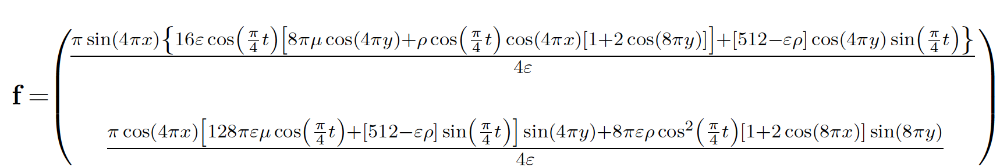 π sin(4πx){16ε cos(π/4 t)[8πμ cos(4πy)+ρ cos(π/4 t) cos(4πx)[1+2 cos(8πy)]]+[512−ερ] cos(4πy) sin(π/4 t)}
4ε
f=
π cos(4πx)[128πεμ cos(π/4 t)+[512−ερ] sin(π/4 t)] sin(4πy)+8περ cos²(π/4 t)[1+2 cos(8πx)] sin(8πy)
4ε